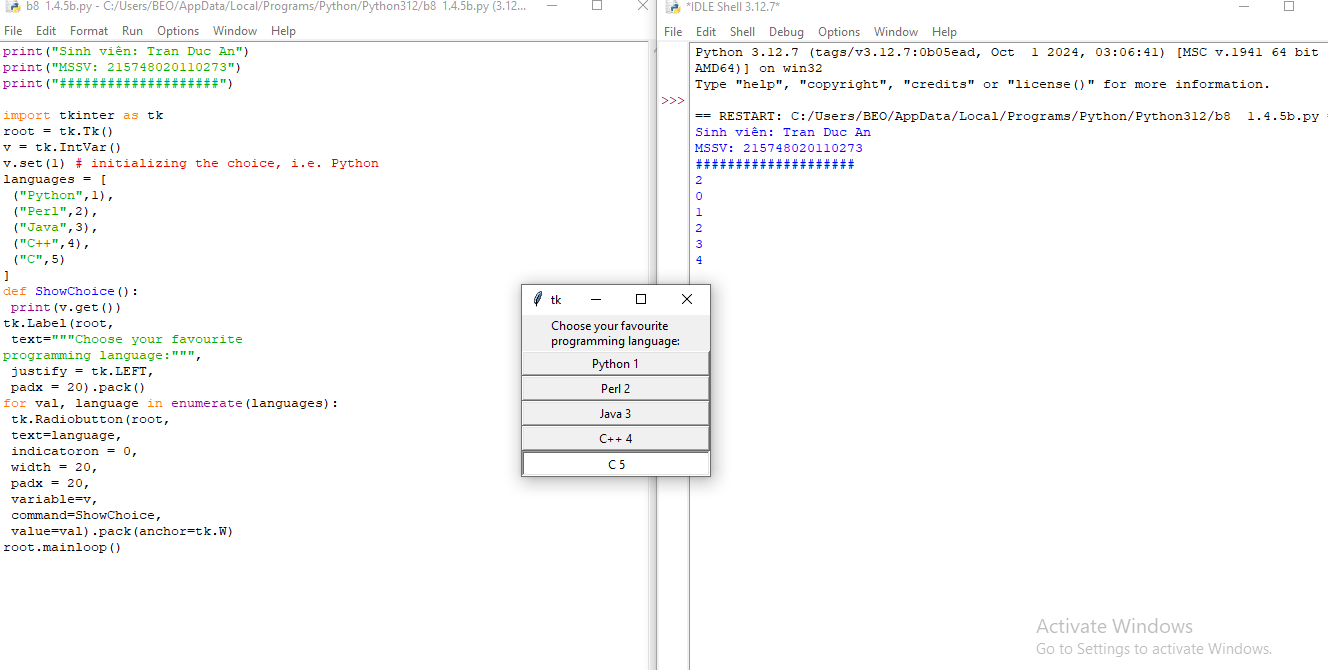 b8 1.4.5b.py - C:/Users/BEO/AppData/Local/Programs/Python/Python312/b8 1.4.5b.py (3.12...
File Edit Format Run Options Window Help
print("Sinh viên: Tran Duc An")
print("MSSV: 215748020110273")
print("####################")
import tkinter as tk
root = tk.Tk()
v = tk.IntVar()
v.set(1) # initializing the choice, i.e. Python
languages = [
("Python",1),
("Perl",2),
("Java",3),
("C++",4),
("C",5)
]
def ShowChoice():
print(v.get())
tk.Label(root,
text="""Choose your favourite
programming language:""",
justify = tk.LEFT,
padx = 20).pack()
for val, language in enumerate(languages):
tk.Radiobutton(root,
text=language,
indicatoron = 0,
width = 20,
padx = 20,
variable=v,
command=ShowChoice,
value=val).pack(anchor=tk.W)
root.mainloop()
tk
Choose your favourite
programming language:
Python 1
Perl 2
Java 3
C++ 4
C 5
*IDLE Shell 3.12.7*
File Edit Shell Debug Options Window Help
Python 3.12.7 (tags/v3.12.7:0b05ead, Oct  1 2024, 03:06:41) [MSC v.1941 64 bit
AMD64)] on win32
Type "help", "copyright", "credits" or "license()" for more information.
>>>
== RESTART: C:/Users/BEO/AppData/Local/Programs/Python/Python312/b8  1.4.5b.py =
Sinh viên: Tran Duc An
MSSV: 215748020110273
####################
2
0
1
2
3
4
Activate Windows
Go to Settings to activate Windows.